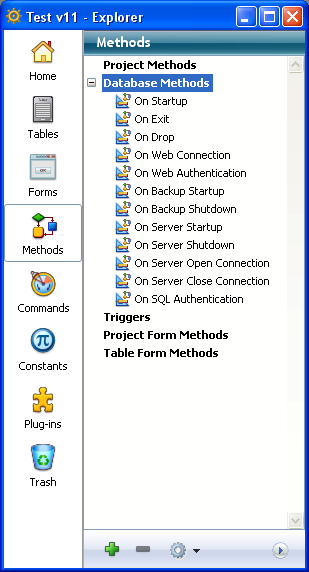 Test v11 - Explorer
Home
Tables
Forms
Methods
Commands
Constants
Plug-ins
Trash
Methods
Project Methods
Database Methods
On Startup
On Exit
On Drop
On Web Connection
On Web Authentication
On Backup Startup
On Backup Shutdown
On Server Startup
On Server Shutdown
On Server Open Connection
On Server Close Connection
On SQL Authentication
Triggers
Project Form Methods
Table Form Methods